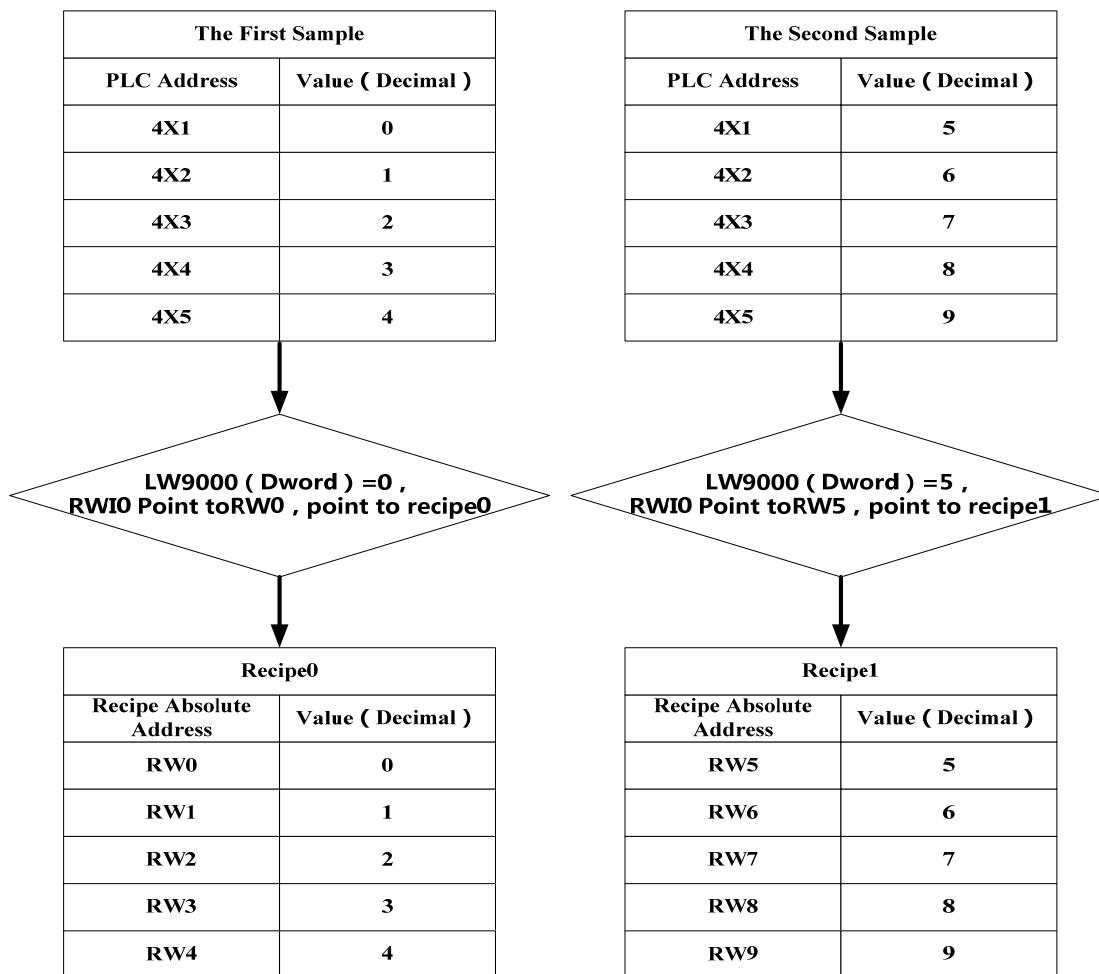 The First Sample
PLC Address Value ( Decimal )
4X1 0
4X2 1
4X3 2
4X4 3
4X5 4
LW9000 ( Dword ) =0 ,
RWI0 Point toRW0 , point to recipe0
Recipe0
Recipe Absolute
Address
Value ( Decimal )
RW0 0
RW1 1
RW2 2
RW3 3
RW4 4
The Second Sample
PLC Address Value ( Decimal )
4X1 5
4X2 6
4X3 7
4X4 8
4X5 9
LW9000 ( Dword ) =5 ,
RWI0 Point toRW5 , point to recipe1
Recipe1
Recipe Absolute
Address
Value ( Decimal )
RW5 5
RW6 6
RW7 7
RW8 8
RW9 9